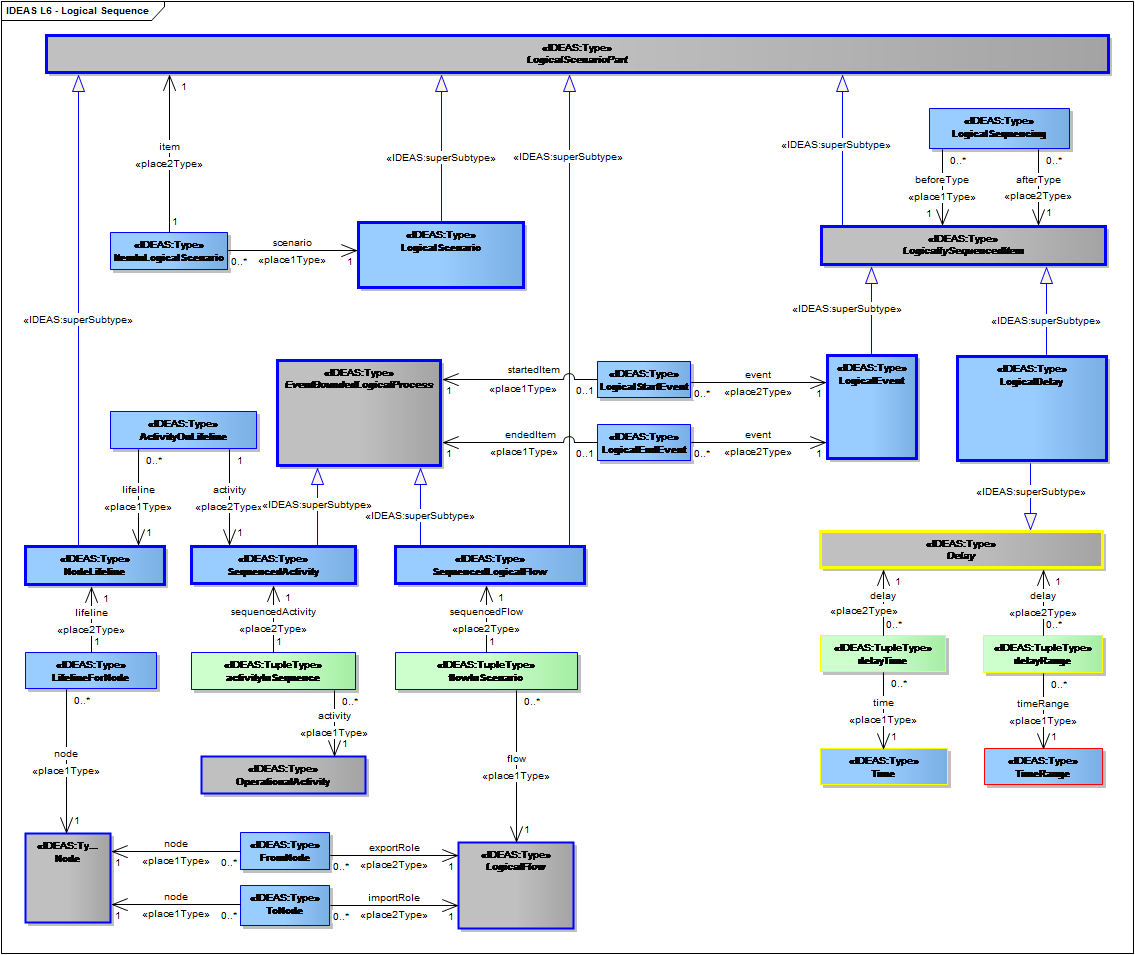 IDEAS L6 - Logical Sequence
«IDEAS:Type»
LogicalScenarioPart
1
item
«place2Type»
1
«IDEAS:superSubtype»
«IDEAS:superSubtype»
«IDEAS:superSubtype»
«IDEAS:Type»
LogicalSequencing
0..*
0..*
beforeType
«place1Type»
1
afterType
«place2Type»
1
«IDEAS:Type»
ItemInLogicalScenario
scenario
0..*
«place1Type»
1
«IDEAS:Type»
LogicalScenario
«IDEAS:Type»
LogicallySequencedItem
«IDEAS:superSubtype»
«IDEAS:superSubtype»
«IDEAS:superSubtype»
«IDEAS:Type»
EventBoundedLogicalProcess
startedItem
1
«place1Type»
0..1
«IDEAS:Type»
LogicalStartEvent
event
0..*
«place2Type»
1
«IDEAS:Type»
LogicalEvent
«IDEAS:Type»
LogicalDelay
endedItem
1
«place1Type»
0..1
«IDEAS:Type»
LogicalEndEvent
event
0..*
«place2Type»
1
«IDEAS:Type»
ActivityOnLifeline
0..*
1
lifeline
«place1Type»
1
activity
«place2Type»
1
«IDEAS:superSubtype»
«IDEAS:superSubtype»
«IDEAS:superSubtype»
«IDEAS:Type»
NodeLifeline
«IDEAS:Type»
SequencedActivity
«IDEAS:Type»
SequencedLogicalFlow
«IDEAS:Type»
Delay
1
lifeline
«place2Type»
1
1
sequencedActivity
«place2Type»
1
1
sequencedFlow
«place2Type»
1
1
delay
«place2Type»
0..*
1
delay
«place2Type»
0..*
«IDEAS:Type»
LifelineForNode
«IDEAS:TupleType»
activityInSequence
«IDEAS:TupleType»
flowInScenario
«IDEAS:TupleType»
delayTime
«IDEAS:TupleType»
delayRange
0..*
0..*
activity
«place1Type»
1
0..*
0..*
time
«place1Type»
1
0..*
timeRange
«place1Type»
1
node
«place1Type»
1
«IDEAS:Type»
OperationalActivity
flow
«place1Type»
1
«IDEAS:Type»
Time
«IDEAS:Type»
TimeRange
«IDEAS:Ty...
Node
node
1
«place1Type»
0..*
«IDEAS:Type»
FromNode
exportRole
0..*
«place2Type»
1
«IDEAS:Type»
LogicalFlow
node
1
«place1Type»
0..*
«IDEAS:Type»
ToNode
importRole
0..*
«place2Type»
1